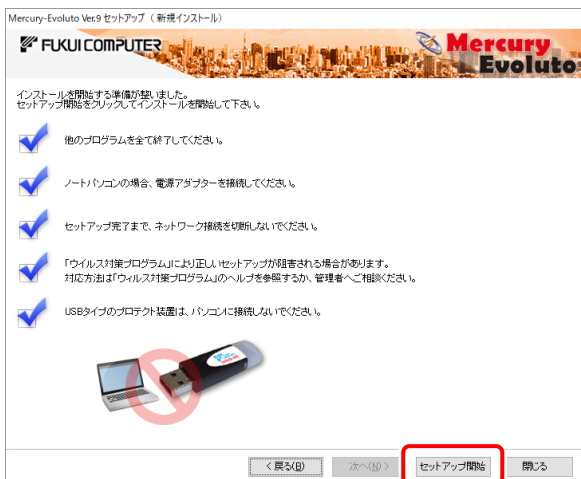 Mercury-Evoluto Ver.9 セットアップ（新規インストール）
FUKUI COMPUTER
Mercury
Evoluto
インストールを開始する準備が整いました。
セットアップ開始をクリックしてインストールを開始して下さい。
他のプログラムを全て終了してください。
ノートパソコンの場合、電源アダプターを接続してください。
セットアップ完了まで、ネットワーク接続を切断しないでください。
「ウイルス対策プログラム」により正しいセットアップが阻害される場合があります。
対応方法は「ウィルス対策プログラム」のヘルプを参照するか、管理者へご相談ください。
USBタイプのプロテクト装置は、パソコンに接続しないでください。
< 戻る(B)
次へ(N) >
セットアップ開始
閉じる